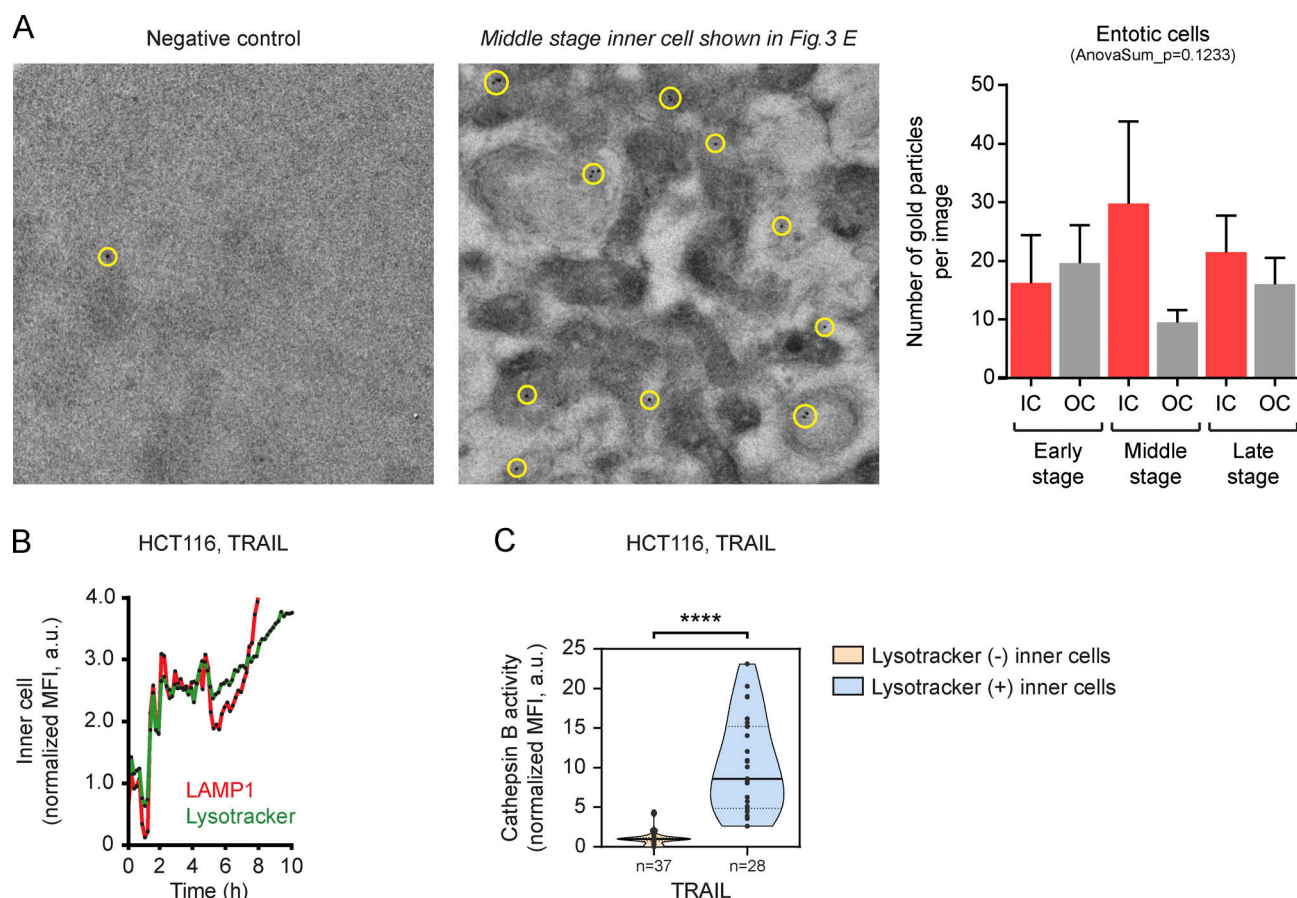 A
Negative control
Middle stage inner cell shown in Fig.3 E
Entotic cells
(AnovaSum_p=0.1233)
Number of gold particles
per image
50
40
30
20
10
0
IC OC IC OC IC OC
Early
stage
Middle
stage
Late
stage
B
HCT116, TRAIL
Inner cell
(normalized MFI, a.u.)
4.0
3.0
2.0
1.0
0
LAMP1
Lysotracker
0 2 4 6 8 10
Time (h)
C
HCT116, TRAIL
****
Cathepsin B activity
(normalized MFI, a.u.)
25
20
15
10
5
0
n=37 n=28
TRAIL
Lysotracker (-) inner cells
Lysotracker (+) inner cells